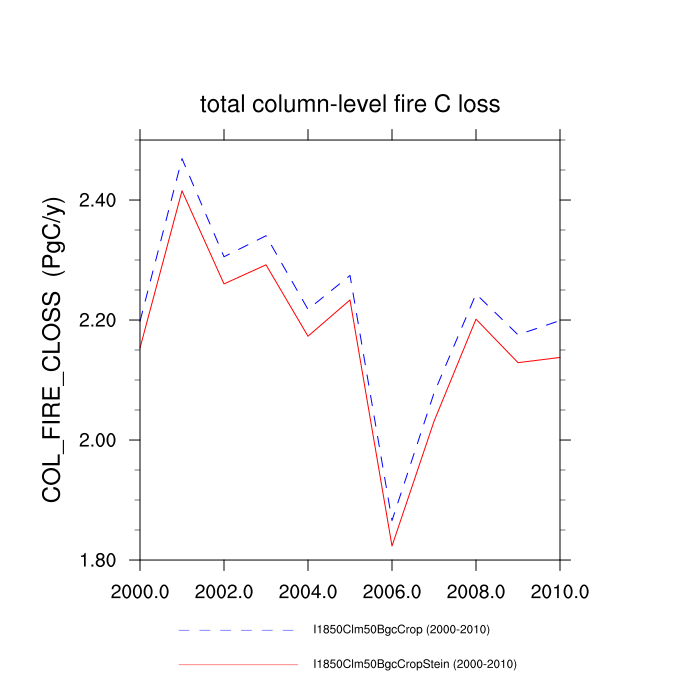 total column-level fire C loss
COL_FIRE_CLOSS (PgC/y)
2.40
2.20
2.00
1.80
2000.0 2002.0 2004.0 2006.0 2008.0 2010.0
I1850Clm50BgcCrop (2000-2010)
I1850Clm50BgcCropStein (2000-2010)